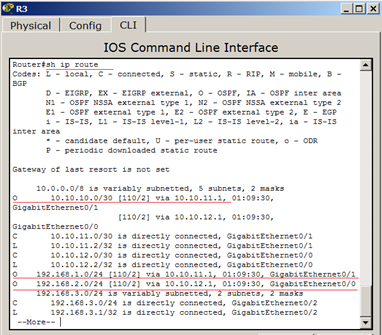 R3
Physical Config CLI
IOS Command Line Interface
Router#sh ip route
Codes: L - local, C - connected, S - static, R - RIP, M - mobile, B -
BGP
D - EIGRP, EX - EIGRP external, O - OSPF, IA - OSPF inter area
N1 - OSPF NSSA external type 1, N2 - OSPF NSSA external type 2
E1 - OSPF external type 1, E2 - OSPF external type 2, E - EGP
i - IS-IS, L1 - IS-IS level-1, L2 - IS-IS level-2, ia - IS-IS
inter area
* - candidate default, U - per-user static route, o - ODR
P - periodic downloaded static route
Gateway of last resort is not set
10.0.0.0/8 is variably subnetted, 5 subnets, 2 masks
O 10.10.10.0/30 [110/2] via 10.10.11.1, 01:09:30,
GigabitEthernet0/1
[110/2] via 10.10.12.1, 01:09:30,
GigabitEthernet0/0
C 10.10.11.0/30 is directly connected, GigabitEthernet0/1
L 10.10.11.2/32 is directly connected, GigabitEthernet0/1
C 10.10.12.0/30 is directly connected, GigabitEthernet0/0
L 10.10.12.2/32 is directly connected, GigabitEthernet0/0
O 192.168.1.0/24 [110/2] via 10.10.11.1, 01:09:30, GigabitEthernet0/1
O 192.168.2.0/24 [110/2] via 10.10.12.1, 01:09:30, GigabitEthernet0/0
192.168.3.0/24 is variably subnetted, 2 subnets, 2 masks
C 192.168.3.0/24 is directly connected, GigabitEthernet0/2
L 192.168.3.1/32 is directly connected, GigabitEthernet0/2
--More--